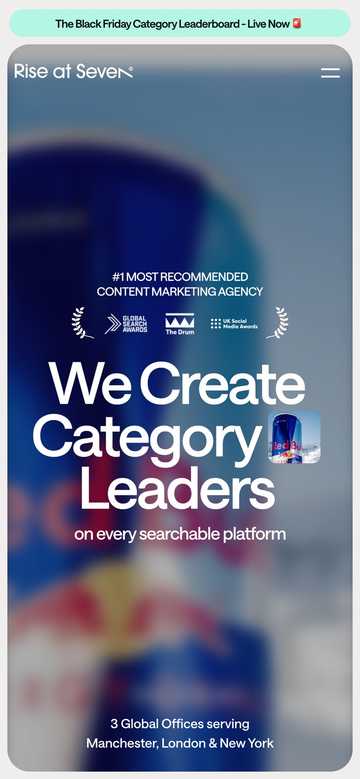 The Black Friday Category Leaderboard - Live Now 🚨
Rise at Seven®
#1 MOST RECOMMENDED
CONTENT MARKETING AGENCY
GLOBAL
SEARCH
AWARDS
The Drum
UK Social
Media Awards
We Create
Category
Leaders
on every searchable platform
3 Global Offices serving
Manchester, London & New York